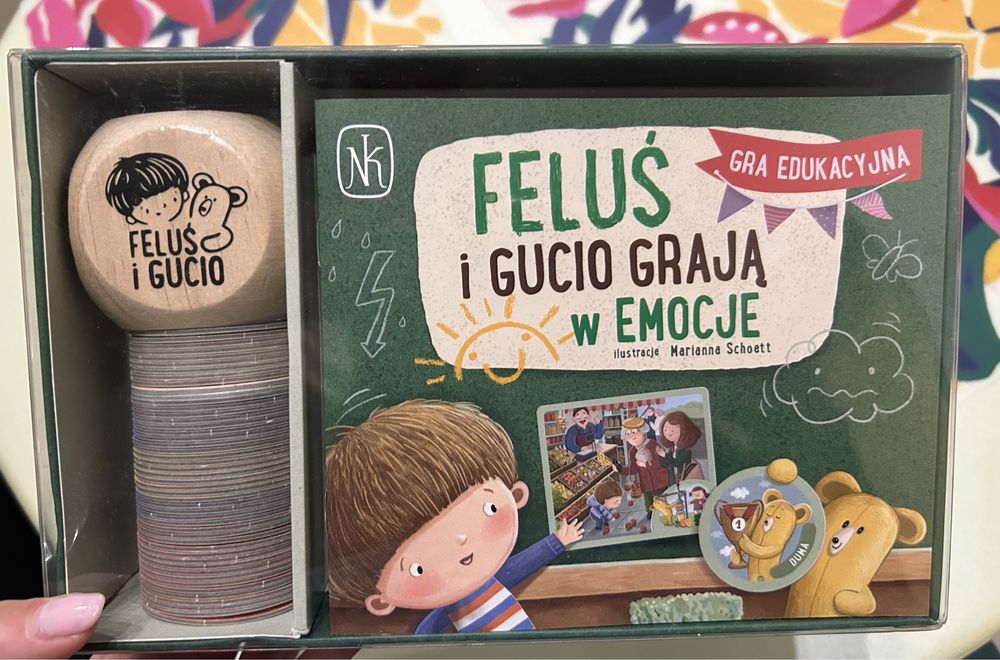 FELUŚ
i GUCIO
NK
GRA EDUKACYJNA
FELUŚ
i GUCIO GRAJĄ
w EMOCJE
ilustracje Marianna Schoett
1
DUMA